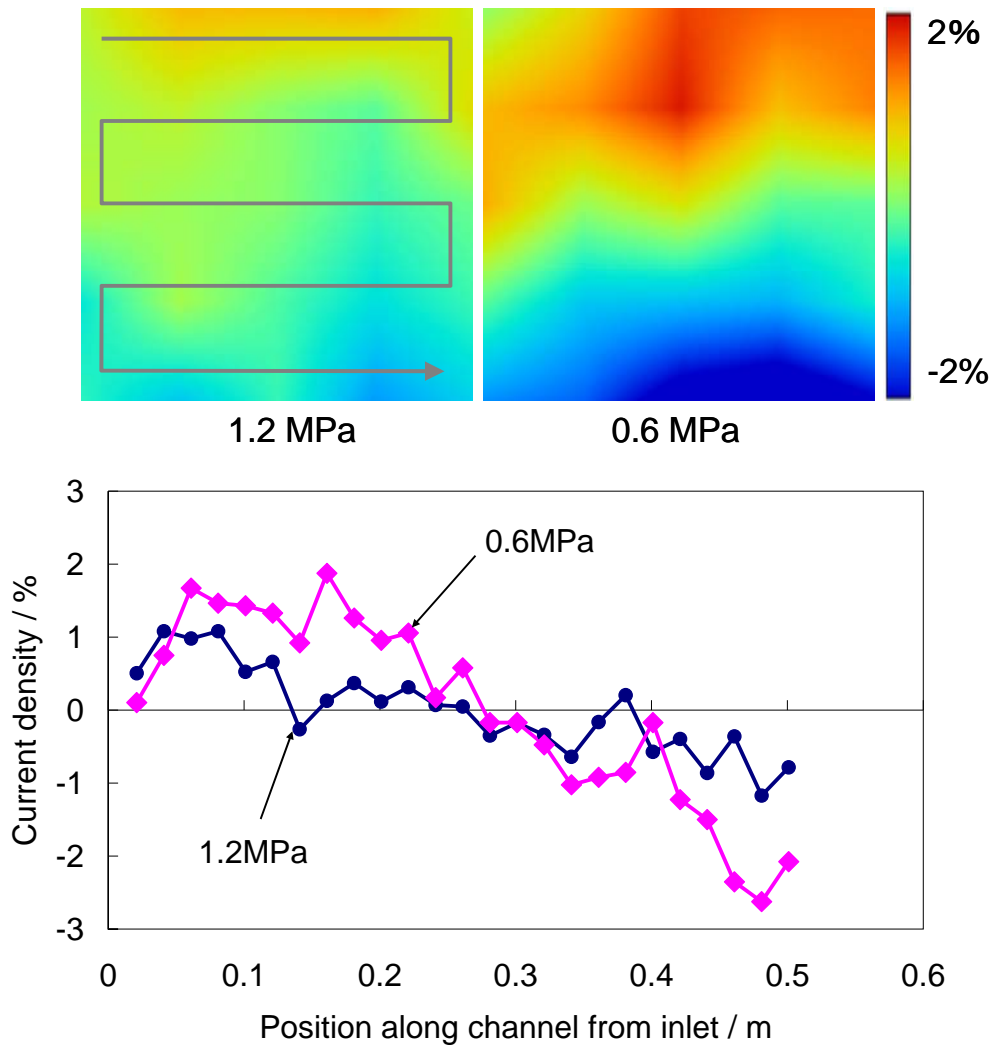 2%
-2%
1.2 MPa
0.6 MPa
3
2
1
0
-1
-2
-3
Current density / %
0.6MPa
1.2MPa
0
0.1
0.2
0.3
0.4
0.5
0.6
Position along channel from inlet / m